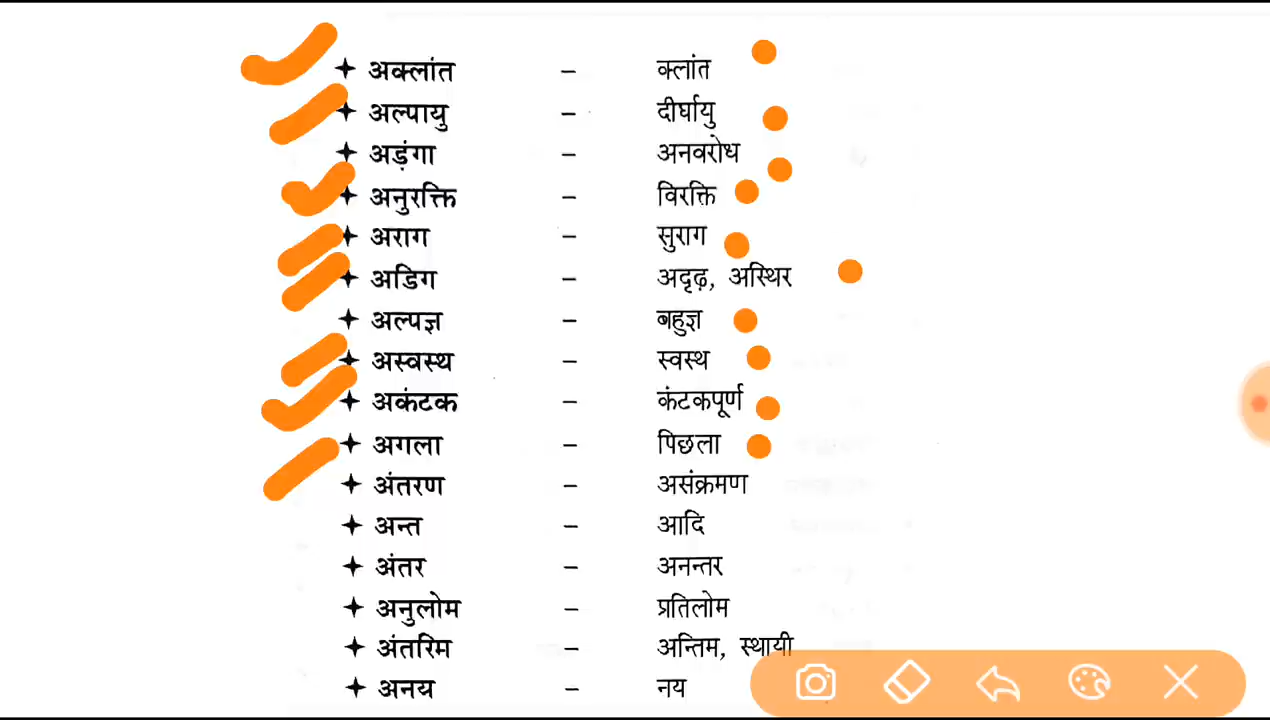 ✦ अक्लांत – क्लांत
✦ अल्पायु – दीर्घायु
✦ अड़ंगा – अनवरोध
✦ अनुरक्ति – विरक्ति
✦ अराग – सुराग
✦ अडिग – अदृढ़, अस्थिर
✦ अल्पज्ञ – बहुज्ञ
✦ अस्वस्थ – स्वस्थ
✦ अकंटक – कंटकपूर्ण
✦ अगला – पिछला
✦ अंतरण – असंक्रमण
✦ अन्त – आदि
✦ अंतर – अनन्तर
✦ अनुलोम – प्रतिलोम
✦ अंतरिम – अन्तिम, स्थायी
✦ अनय – नय